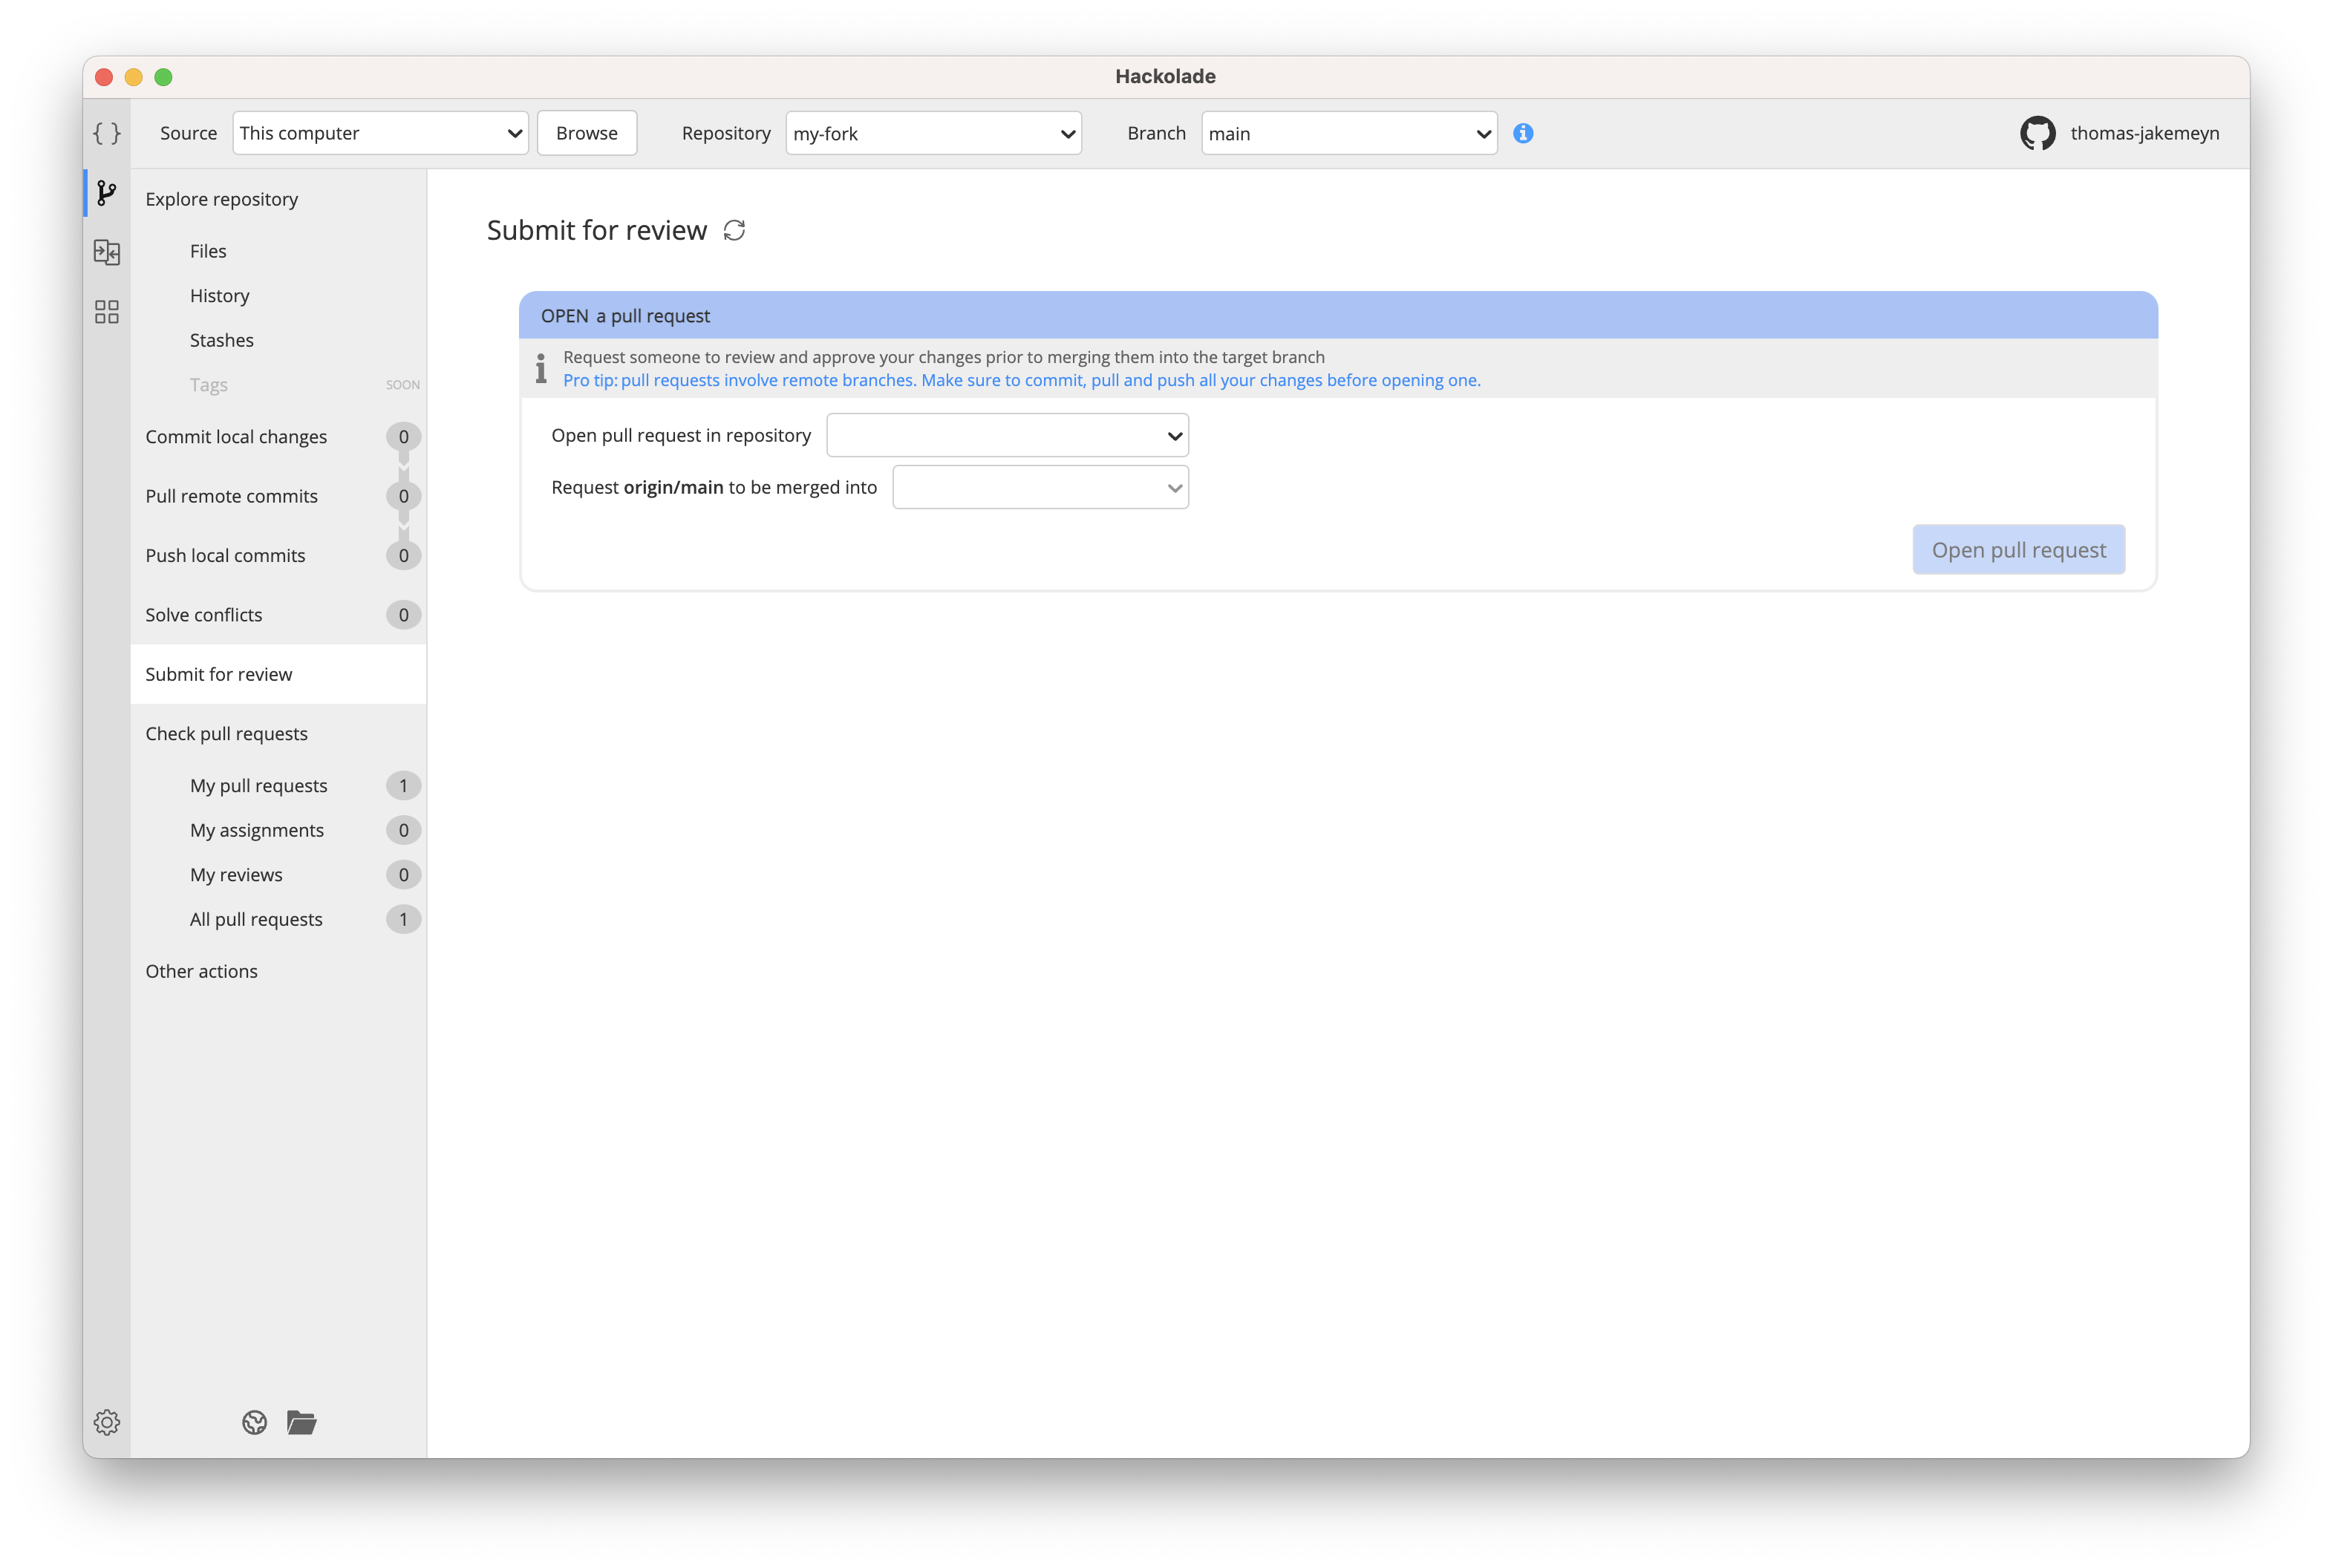 Hackolade
Source This computer Browse Repository my-fork Branch main thomas-jakemeyn
Explore repository
Files
History
Stashes
Tags SOON
Commit local changes 0
Pull remote commits 0
Push local commits 0
Solve conflicts 0
Submit for review
Check pull requests
My pull requests 1
My assignments 0
My reviews 0
All pull requests 1
Other actions
Submit for review
OPEN a pull request
Request someone to review and approve your changes prior to merging them into the target branch
Pro tip: pull requests involve remote branches. Make sure to commit, pull and push all your changes before opening one.
Open pull request in repository
Request origin/main to be merged into
Open pull request